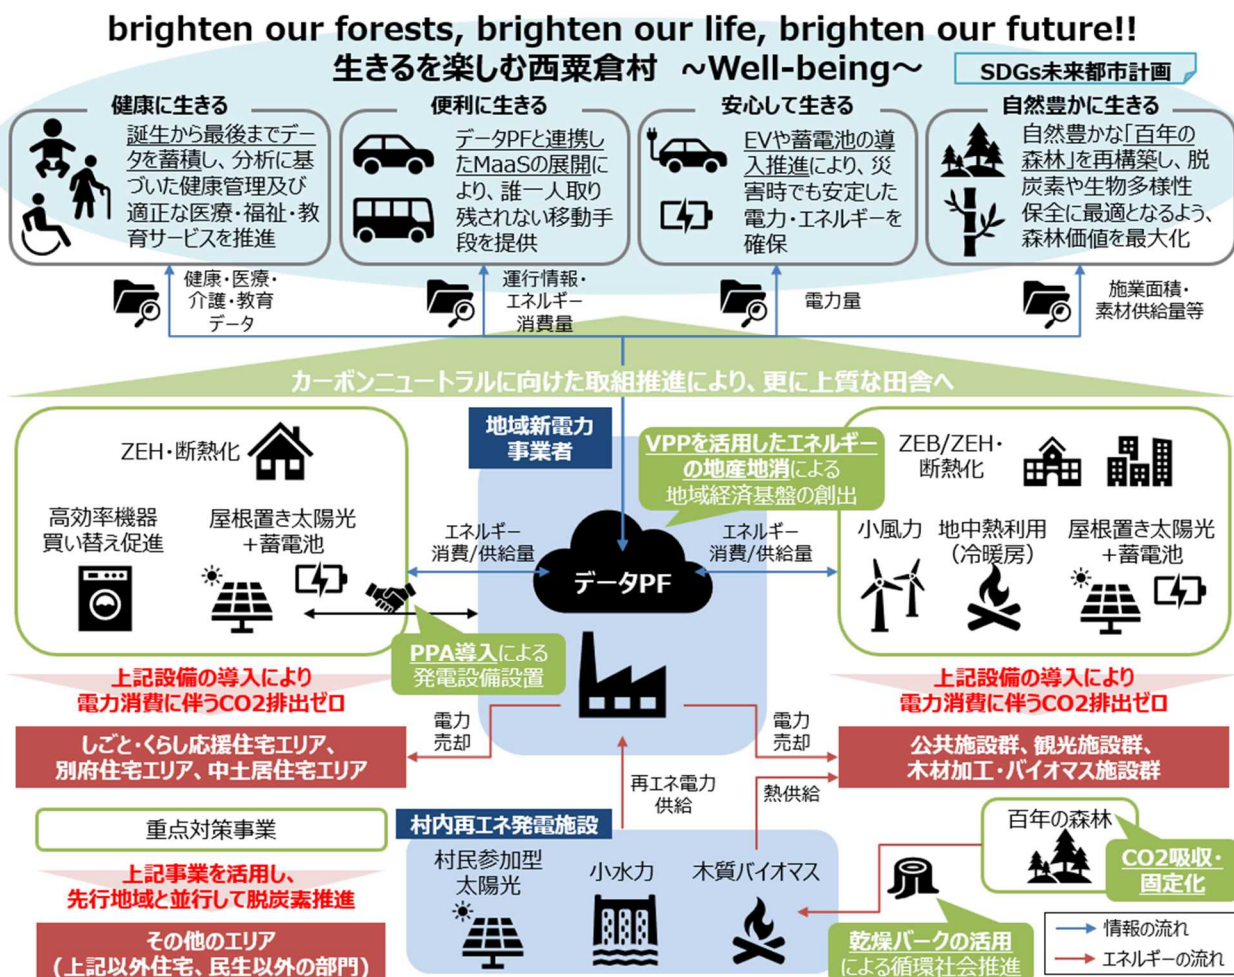 brighten our forests, brighten our life, brighten our future!!
生きるを楽しむ西粟倉村 ～Well-being～
SDGs未来都市計画
健康に生きる
誕生から最後までデー
タを蓄積し、分析に基
づいた健康管理及び
適正な医療・福祉・教
育サービスを推進
便利に生きる
データPFと連携し
たMaaSの展開に
より、誰一人取り
残されない移動手
段を提供
安心して生きる
EVや蓄電池の導
入推進により、災
害時でも安定した
電力・エネルギーを
確保
自然豊かに生きる
自然豊かな「百年の
森林」を再構築し、脱
炭素や生物多様性
保全に最適となるよう、
森林価値を最大化
健康・医療・
介護・教育
データ
運行情報・
エネルギー
消費量
電力量
施業面積・
素材供給量等
カーボンニュートラルに向けた取組推進により、更に上質な田舎へ
ZEH・断熱化
高効率機器
買い替え促進
屋根置き太陽光
＋蓄電池
地域新電力
事業者
VPPを活用したエネルギー
の地産地消による
地域経済基盤の創出
エネルギー
消費/供給量
データPF
エネルギー
消費/供給量
PPA導入による
発電設備設置
ZEB/ZEH・
断熱化
小風力
地中熱利用
（冷暖房）
屋根置き太陽光
＋蓄電池
上記設備の導入により
電力消費に伴うCO2排出ゼロ
上記設備の導入により
電力消費に伴うCO2排出ゼロ
電力
売却
電力
売却
しごと・くらし応援住宅エリア、
別府住宅エリア、中土居住宅エリア
公共施設群、観光施設群、
木材加工・バイオマス施設群
再エネ電力
供給
熱供給
重点対策事業
上記事業を活用し、
先行地域と並行して脱炭素推進
その他のエリア
（上記以外住宅、民生以外の部門）
村内再エネ発電施設
村民参加型
太陽光
小水力
木質バイオマス
百年の森林
CO2吸収・
固定化
乾燥バークの活用
による循環社会推進
情報の流れ
エネルギーの流れ